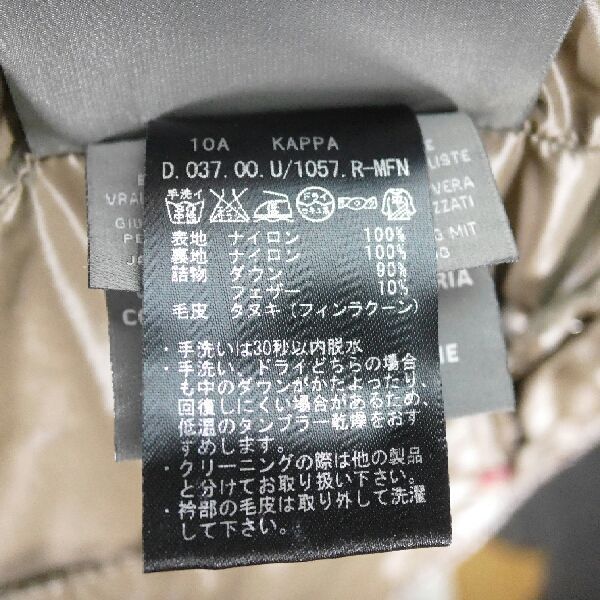 10A KAPPA
D.037.00.U/1057.R-MFN
手洗イ
ドライ
表地 ナイロン 100%
裏地 ナイロン 100%
詰物 ダウン 90%
フェザー 10%
毛皮 タヌキ (フィンラクーン)
・手洗いは30秒以内脱水
・手洗い、ドライどちらの場合
も中のダウンがかたよったり、
回復しにくい場合があるため、
低温のタンブラー乾燥をおす
すめします。
・クリーニングの際は他の製品
と分けてお取り扱い下さい。
・衿部の毛皮は取り外して洗濯
して下さい。